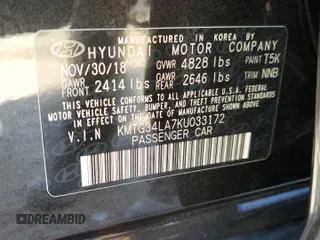 MANUFACTURED IN KOREA BY
HYUNDAI MOTOR COMPANY
NOV/30/18 GVWR 4828 lbs PAINT T5K
GAWR FRONT 2414 lbs GAWR REAR 2646 lbs TRIM NNB
THIS VEHICLE CONFORMS TO ALL APPLICABLE U.S.A. FEDERAL
MOTOR VEHICLE SAFETY, BUMPER, AND THEFT PREVENTION
STANDARDS IN EFFECT ON THE DATE OF MANUFACTURE
SHOWN ABOVE.
V.I.N KMTG34LA7KU033172
PASSENGER CAR
DREAMBID